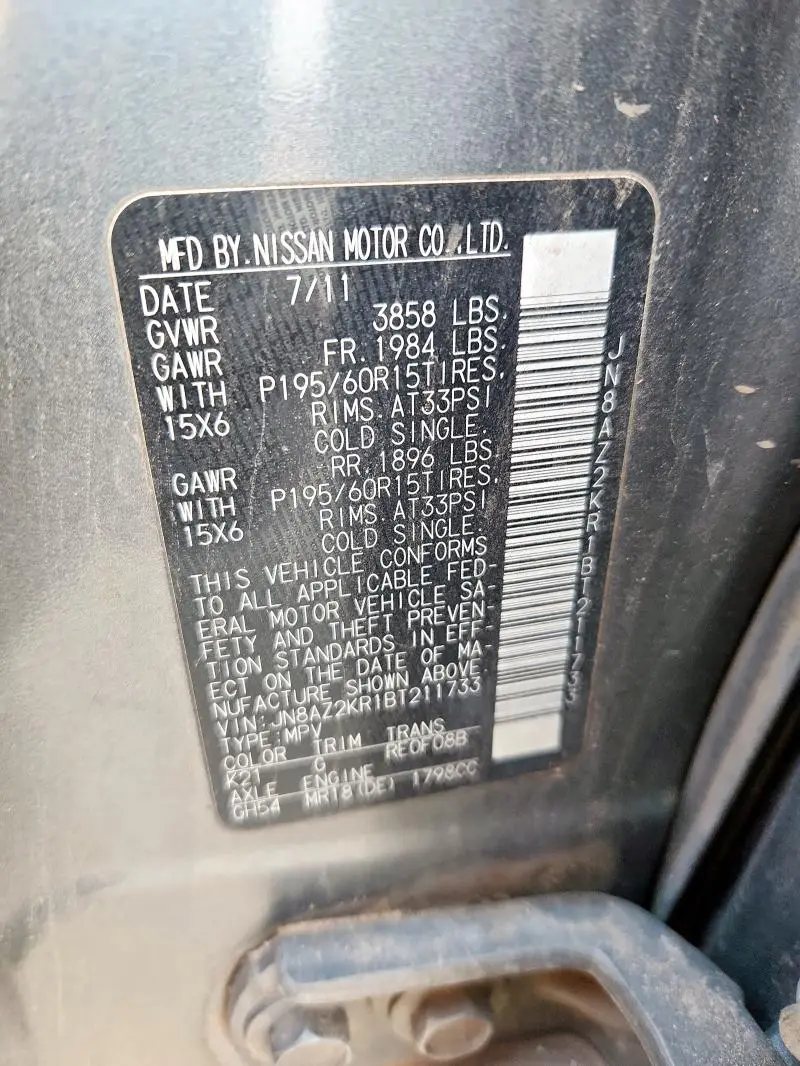 MFD BY.NISSAN MOTOR CO.,LTD.
DATE 7/11
GVWR 3858 LBS.
GAWR FR. 1984 LBS.
WITH P195/60R15TIRES.
15X6 RIMS.AT33PSI
COLD SINGLE.
GAWR RR. 1896 LBS
WITH P195/60R15TIRES.
15X6 RIMS.AT33PSI
COLD SINGLE.
THIS VEHICLE CONFORMS
TO ALL APPLICABLE FED-
ERAL MOTOR VEHICLE SA-
FETY AND THEFT PREVEN-
TION STANDARDS IN EFF-
ECT ON THE DATE OF MA-
NUFACTURE SHOWN ABOVE.
VIN:JN8AZ2KR1BT211733
TYPE:MPV
COLOR TRIM TRANS
K21 G RE0F08B
AXLE ENGINE
GH54 MRT8(DE) 1798CC
JN8AZ2KR1BT211733